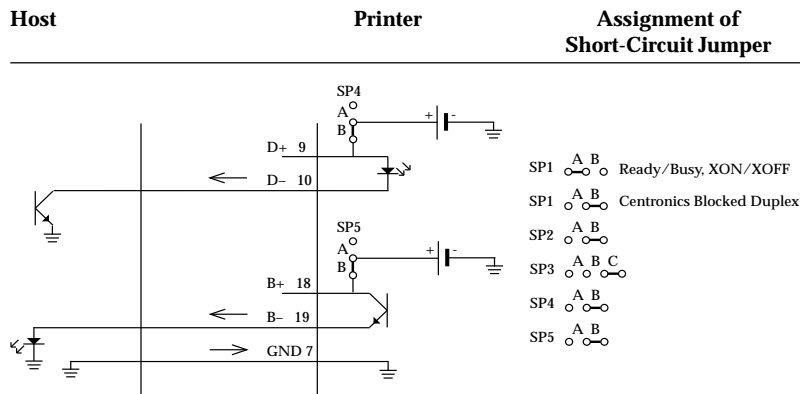 Host Printer Assignment of
Short-Circuit Jumper
SP4
A
B
+ -
D+ 9
D– 10
SP5
A
B
+ -
B+ 18
B– 19
GND 7
A B
SP1 Ready/Busy, XON/XOFF
A B
SP1 Centronics Blocked Duplex
A B
SP2
A B C
SP3
A B
SP4
A B
SP5